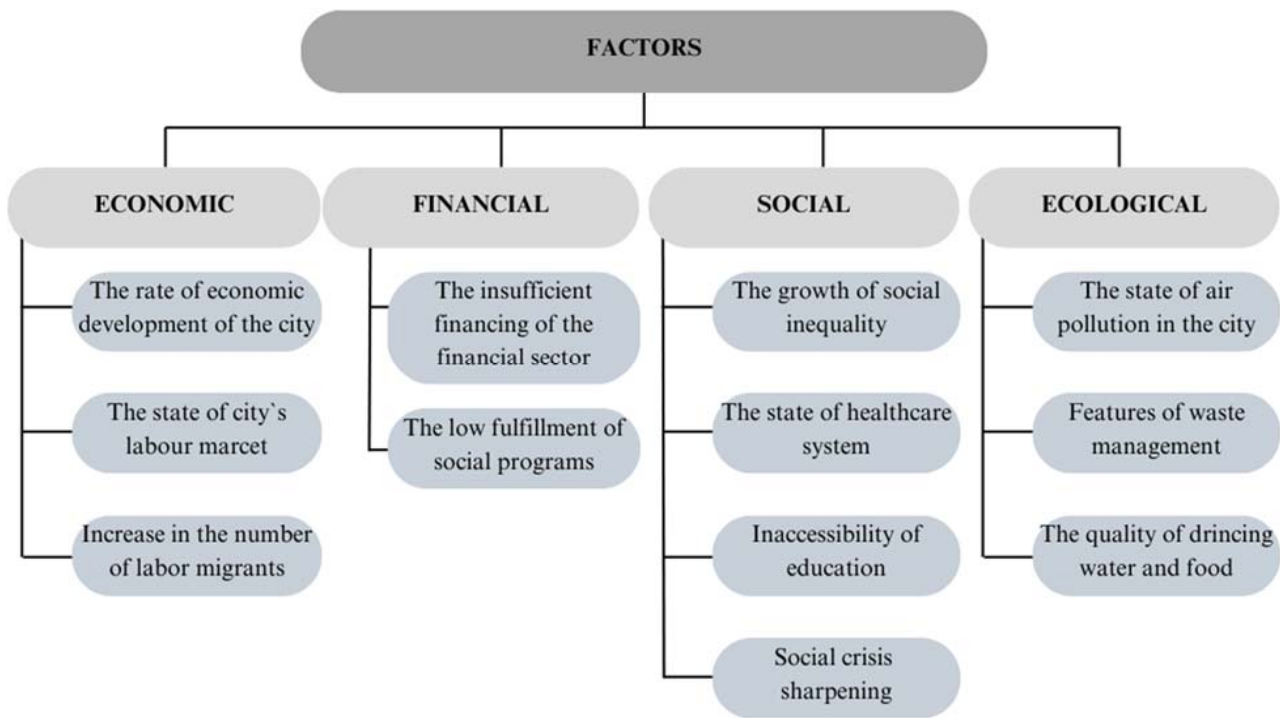 FACTORS
ECONOMIC
The rate of economic
development of the city
The state of city`s
labour marcet
Increase in the number
of labor migrants
FINANCIAL
The insufficient
financing of the
financial sector
The low fulfillment of
social programs
SOCIAL
The growth of social
inequality
The state of healthcare
system
Inaccessibility of
education
Social crisis
sharpening
ECOLOGICAL
The state of air
pollution in the city
Features of waste
management
The quality of drincing
water and food